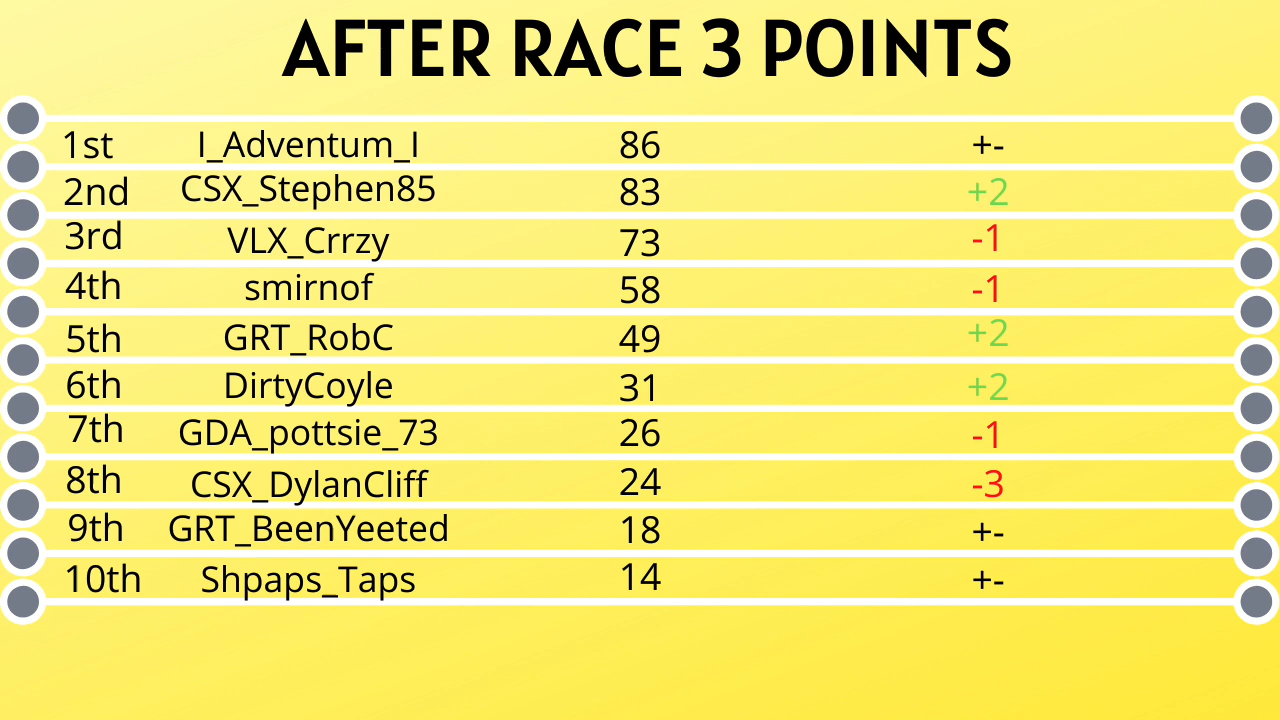 AFTER RACE 3 POINTS
1st I_Adventum_I 86 +-
2nd CSX_Stephen85 83 +2
3rd VLX_Crrzy 73 -1
4th smirnof 58 -1
5th GRT_RobC 49 +2
6th DirtyCoyle 31 +2
7th GDA_pottsie_73 26 -1
8th CSX_DylanCliff 24 -3
9th GRT_BeenYeeted 18 +-
10th Shpaps_Taps 14 +-